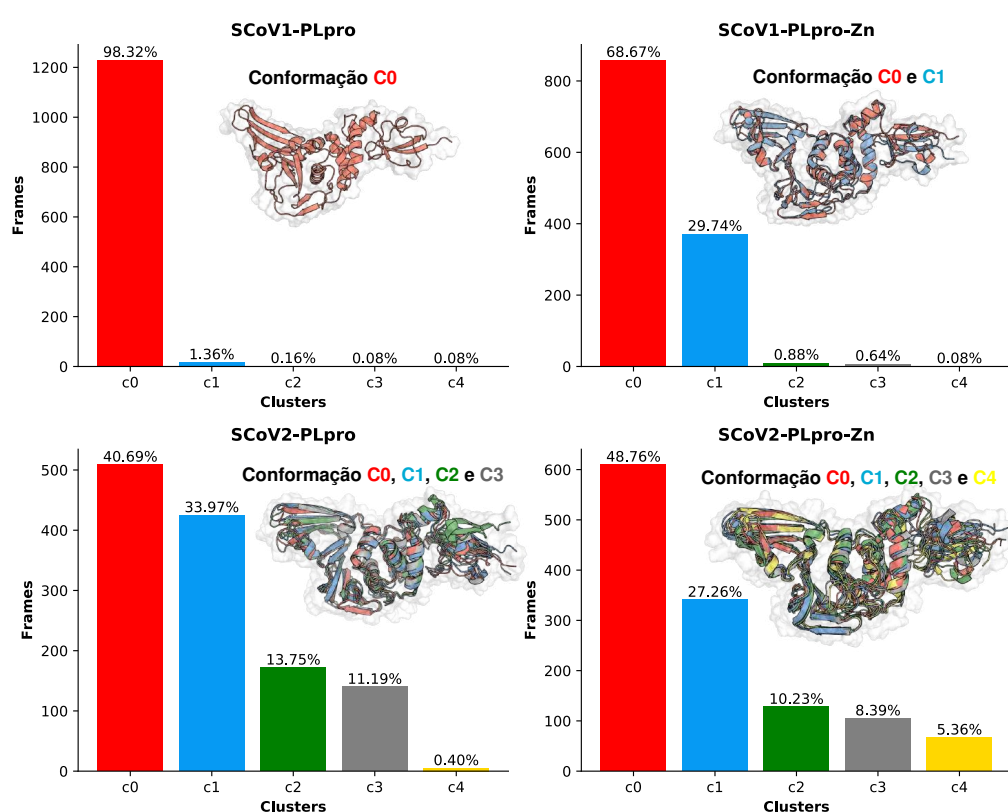 SCoV1-PLpro
98.32%
Conformação C0
1200
1000
800
600
400
200
0
Frames
1.36%
0.16%
0.08%
0.08%
c0 c1 c2 c3 c4
Clusters
SCoV1-PLpro-Zn
68.67%
Conformação C0 e C1
800
600
400
200
0
Frames
29.74%
0.88%
0.64%
0.08%
c0 c1 c2 c3 c4
Clusters
SCoV2-PLpro
40.69%
Conformação C0, C1, C2 e C3
500
400
300
200
100
0
Frames
33.97%
13.75%
11.19%
0.40%
c0 c1 c2 c3 c4
Clusters
SCoV2-PLpro-Zn
48.76%
Conformação C0, C1, C2, C3 e C4
600
500
400
300
200
100
0
Frames
27.26%
10.23%
8.39%
5.36%
c0 c1 c2 c3 c4
Clusters